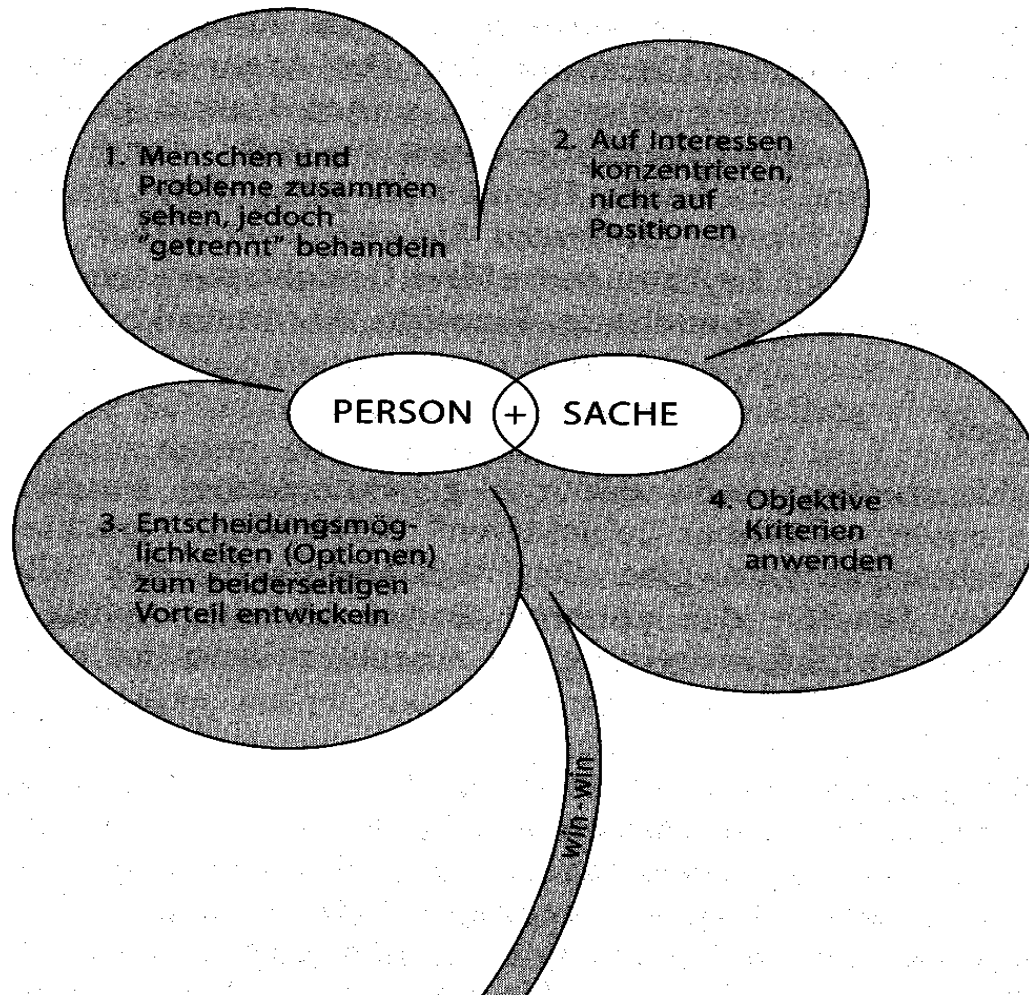 1. Menschen und
Probleme zusammen
sehen, jedoch
"getrennt" behandeln
2. Auf Interessen
konzentrieren,
nicht auf
Positionen
PERSON + SACHE
3. Entscheidungsmög-
lichkeiten (Optionen)
zum beiderseitigen
Vorteil entwickeln
4. Objektive
Kriterien
anwenden
win-win